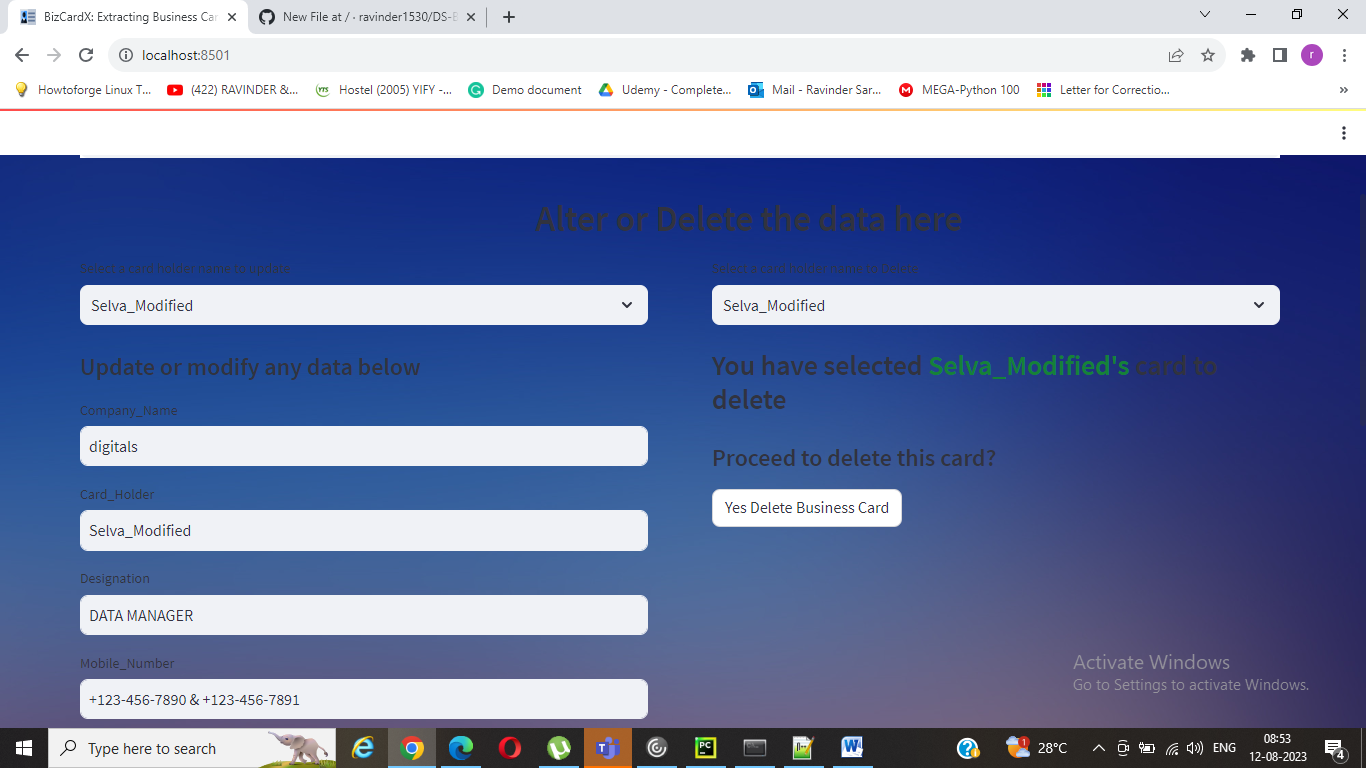 BizCardX: Extracting Business Car
New File at / · ravinder1530/DS-B
localhost:8501
r
Howtoforge Linux T...
(422) RAVINDER &...
YTS
Hostel (2005) YIFY -...
Demo document
Udemy - Complete...
Mail - Ravinder Sar...
MEGA-Python 100
Letter for Correctio...
»
Alter or Delete the data here
Select a card holder name to update
Select a card holder name to Delete
Selva_Modified
Selva_Modified
Update or modify any data below
You have selected Selva_Modified's card to
delete
Company_Name
digitals
Proceed to delete this card?
Card_Holder
Yes Delete Business Card
Selva_Modified
Designation
DATA MANAGER
Mobile_Number
+123-456-7890 & +123-456-7891
Activate Windows
Go to Settings to activate Windows.
Type here to search
28°C
ENG
08:53
12-08-2023
4